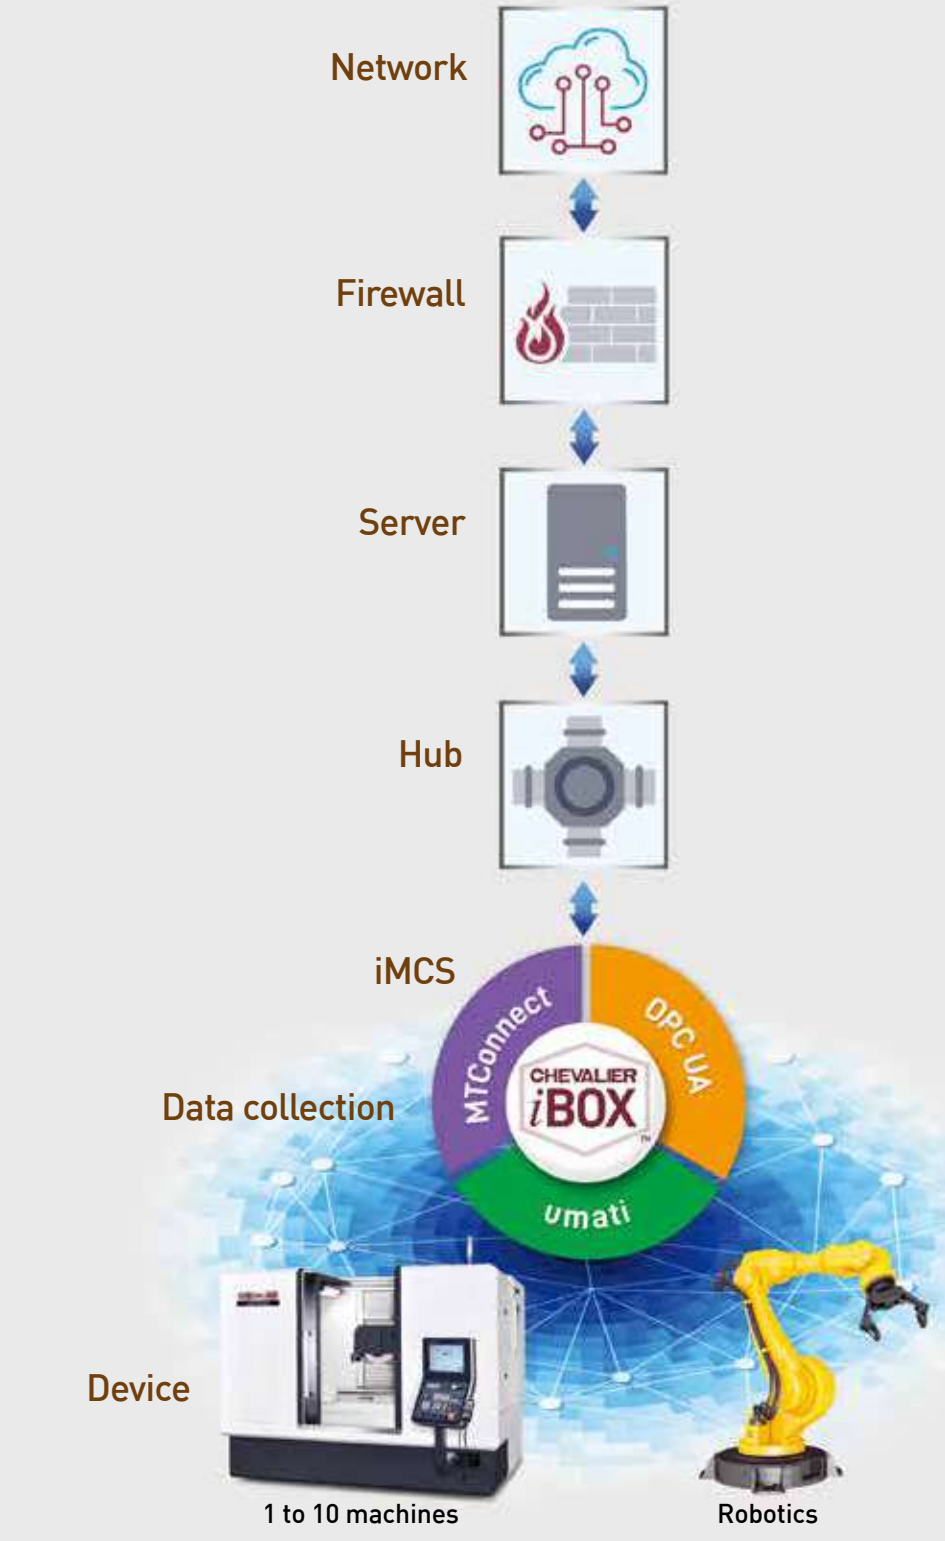 Network
Firewall
Server
Hub
iMCS
MTConnect
OPC UA
CHEVALIER
iBOX
TM
umati
Data collection
Device
1 to 10 machines
Robotics